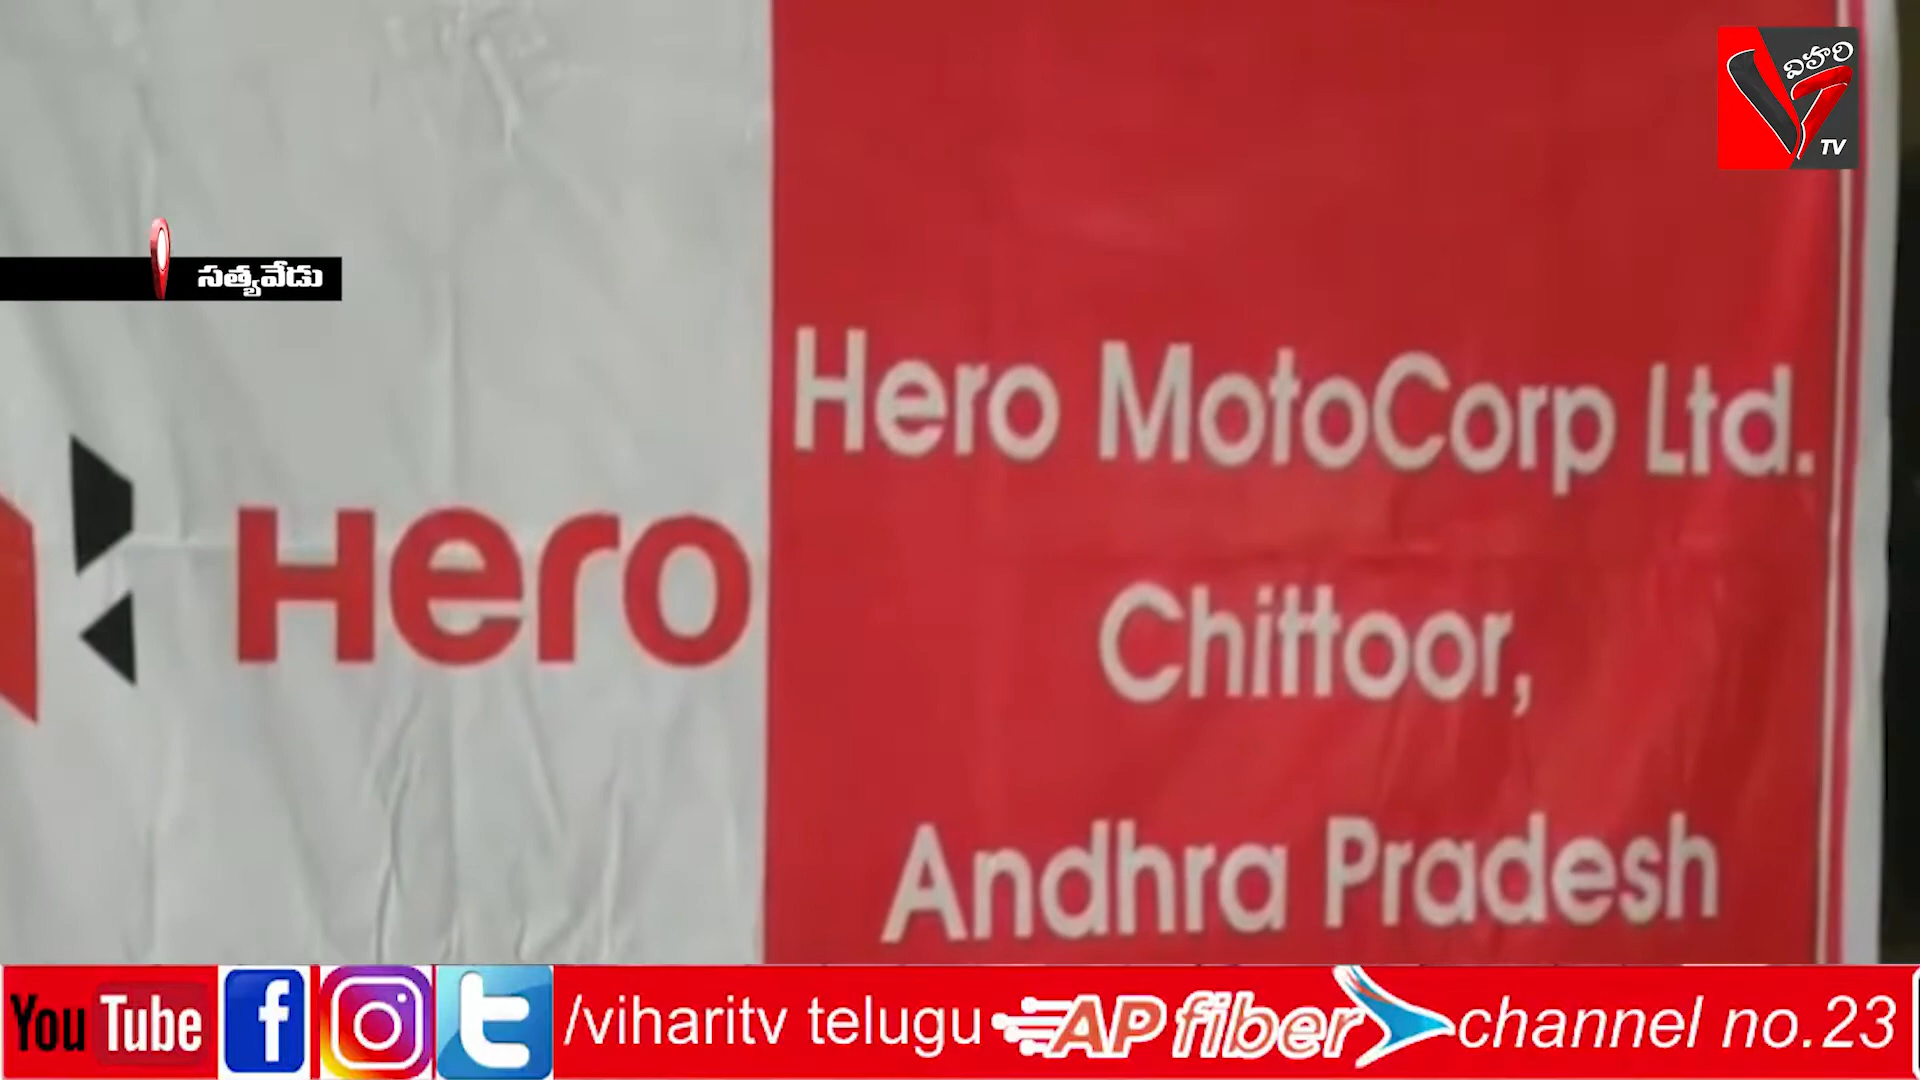 విహారి
TV
సత్యవేడు
Hero
Hero MotoCorp Ltd.
Chittoor,
Andhra Pradesh
YouTube /viharitv telugu AP fiber channel no.23